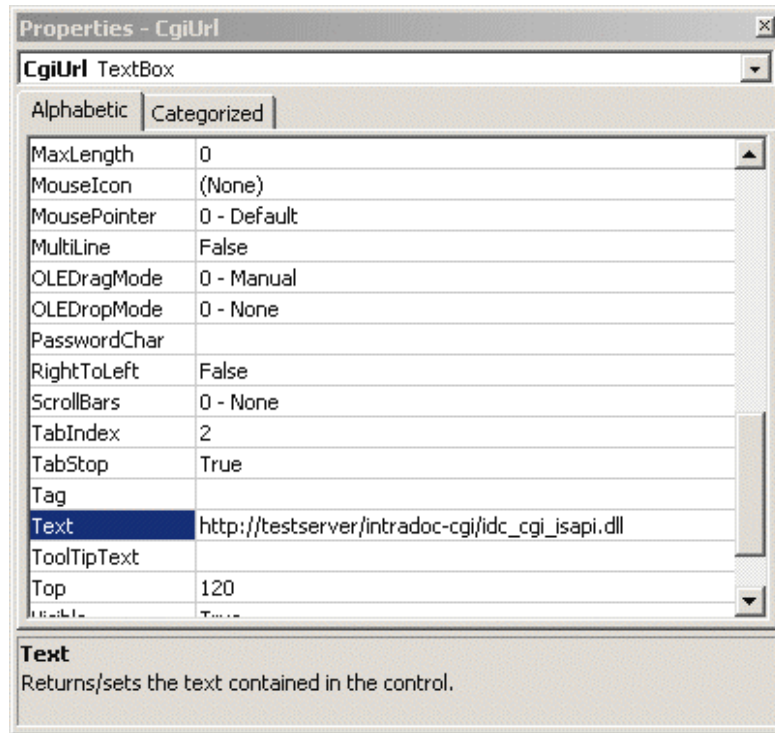 Properties - CgiUrl
CgiUrl TextBox
Alphabetic Categorized
MaxLength 0
MouseIcon (None)
MousePointer 0 - Default
MultiLine False
OLEDragMode 0 - Manual
OLEDropMode 0 - None
PasswordChar
RightToLeft False
ScrollBars 0 - None
TabIndex 2
TabStop True
Tag
Text http://testserver/intradoc-cgi/idc_cgi_isapi.dll
ToolTipText
Top 120
Visible True
Text
Returns/sets the text contained in the control.